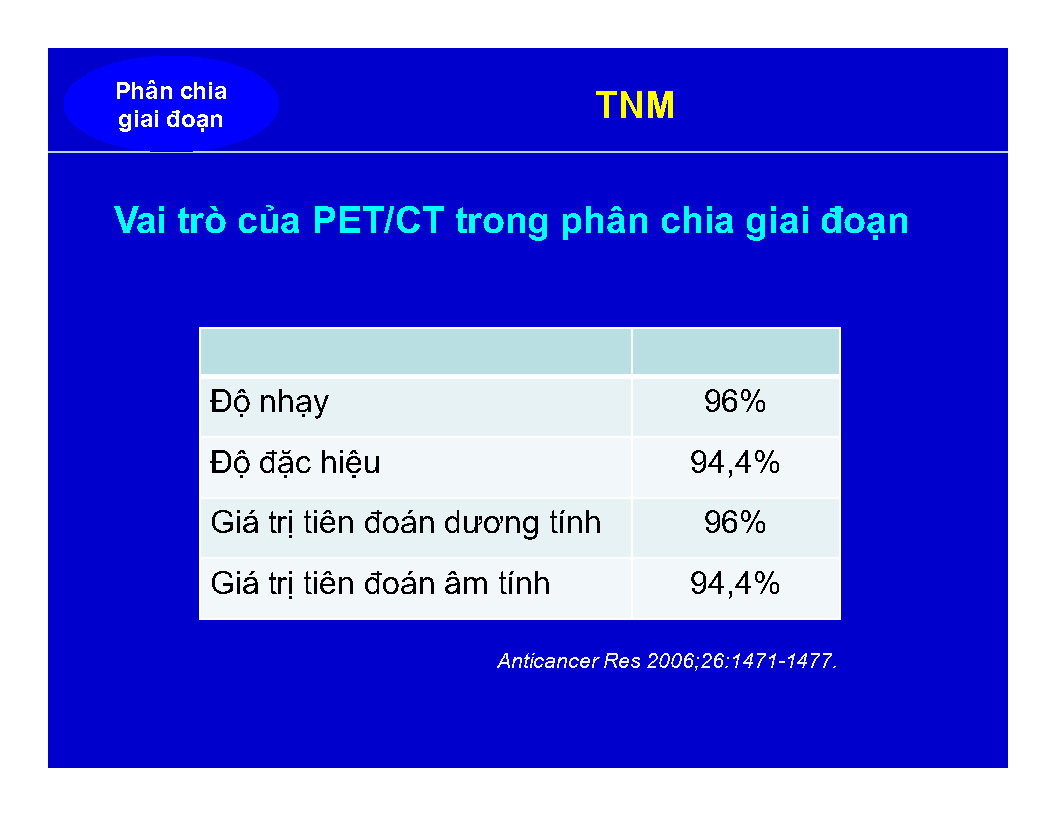 Phân chia
giai đoạn
TNM
Vai trò của PET/CT trong phân chia giai đoạn
Độ nhạy 96%
Độ đặc hiệu 94,4%
Giá trị tiên đoán dương tính 96%
Giá trị tiên đoán âm tính 94,4%
Anticancer Res 2006;26:1471-1477.